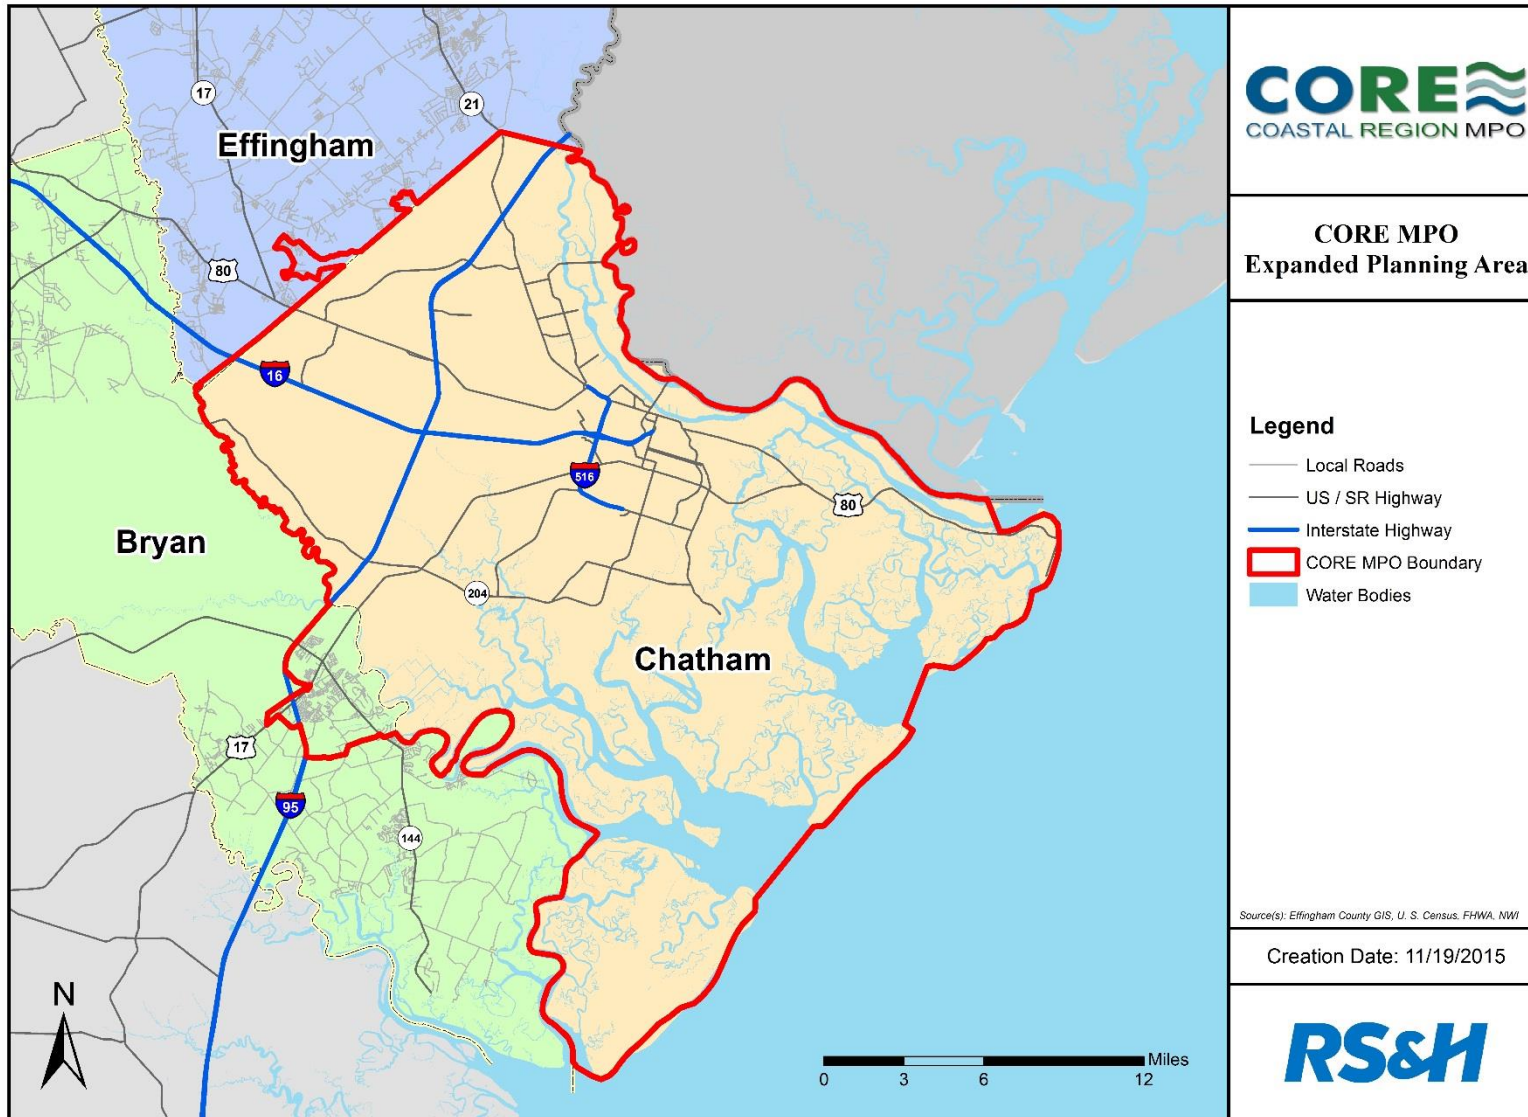 17
21
Effingham
80
16
516
80
Bryan
204
Chatham
17
95
144
N
Miles
0 3 6 12
CORE
COASTAL REGION MPO
CORE MPO
Expanded Planning Area
Legend
Local Roads
US / SR Highway
Interstate Highway
CORE MPO Boundary
Water Bodies
Source(s): Effingham County GIS, U. S. Census, FHWA, NWI
Creation Date: 11/19/2015
RS&H